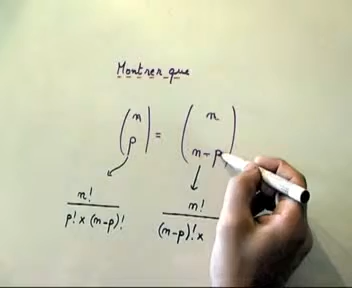 Montrer que
(n p) = (n n-p)
n! / p! × (n-p)!
n! / (n-p)! ×